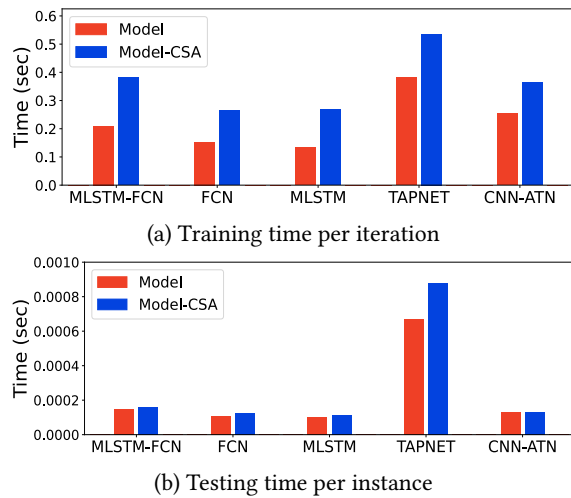 Time (sec)
0.6
0.5
0.4
0.3
0.2
0.1
0.0
Model
Model-CSA
MLSTM-FCN FCN MLSTM TAPNET CNN-ATN
(a) Training time per iteration
Time (sec)
0.0010
0.0008
0.0006
0.0004
0.0002
0.0000
Model
Model-CSA
MLSTM-FCN FCN MLSTM TAPNET CNN-ATN
(b) Testing time per instance